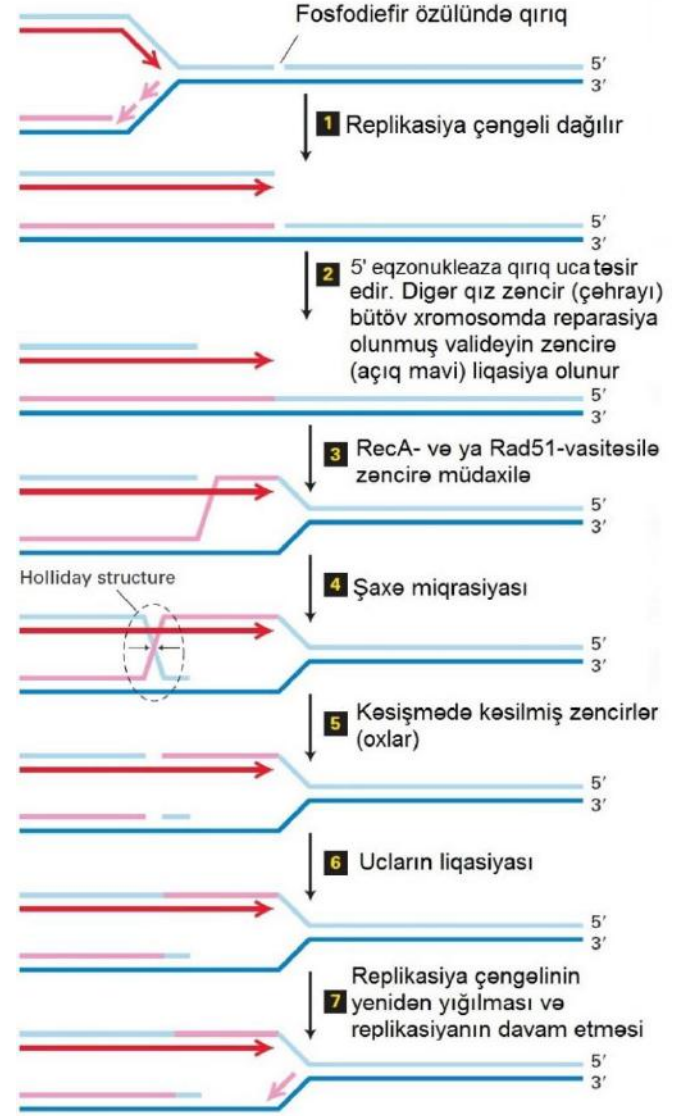 Fosfodiefir özülündə qırıq
5′
3′
1 Replikasiya çəngəli dağılır
5′
3′
2 5' eqzonukleaza qırıq uca təsir
edir. Digər qız zəncir (çəhrayı)
bütöv xromosomda reparasiya
olunmuş valideyin zəncirə
(açıq mavi) liqasiya olunur
5′
3′
3 RecA- və ya Rad51-vasitəsilə
zəncirə müdaxilə
5′
3′
Holliday structure
4 Şaxə miqrasiyası
5′
3′
5 Kəsişmədə kəsilmiş zəncirlər
(oxlar)
5′
3′
6 Ucların liqasiyası
5′
3′
7 Replikasiya çəngəlinin
yenidən yığılması və
replikasiyanın davam etməsi
5′
3′